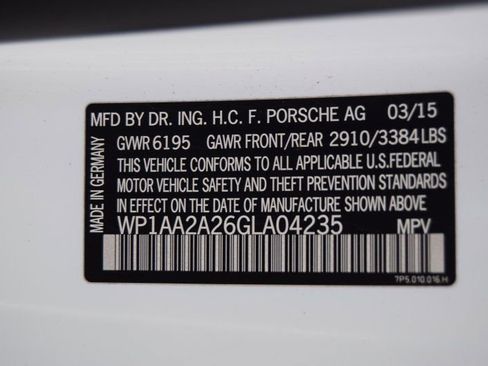 MFD BY DR. ING. H.C. F. PORSCHE AG 03/15
GVWR 6195 GAWR FRONT/REAR 2910/3384 LBS
THIS VEHICLE CONFORMS TO ALL APPLICABLE U.S. FEDERAL
MOTOR VEHICLE SAFETY AND THEFT PREVENTION STANDARDS
IN EFFECT ON THE DATE OF MANUFACTURE SHOWN ABOVE.
WP1AA2A26GLA04235 MPV
7P5.010.016.H
MADE IN GERMANY